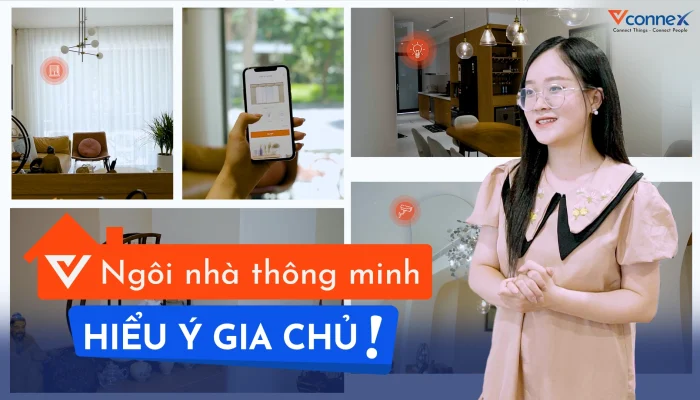 Vconnex
Connect Things - Connect People
Ngôi nhà thông minh
HIỂU Ý GIA CHỦ!